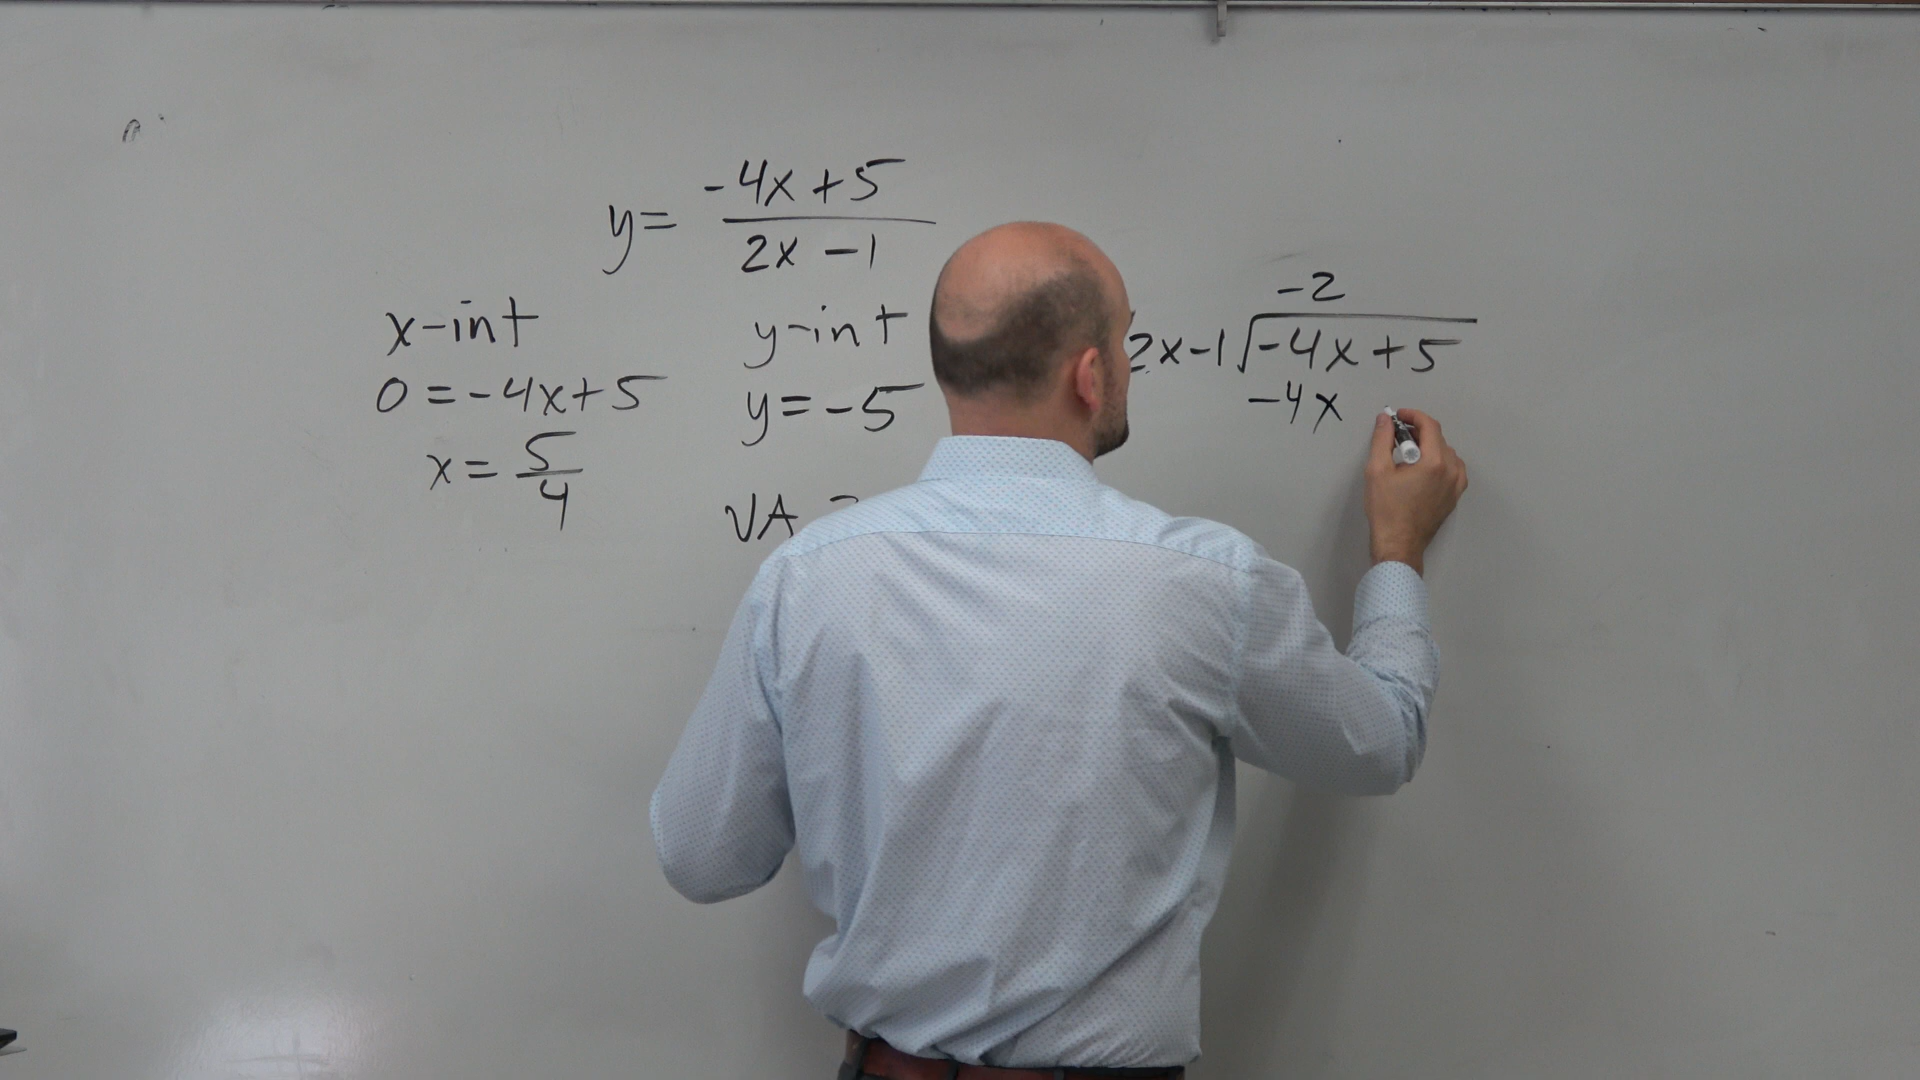 y = -4x + 5
2x - 1
x-int
0 = -4x + 5
x = 5
4
y-int
y = -5
VA
-2
2x-1 -4x + 5
-4x